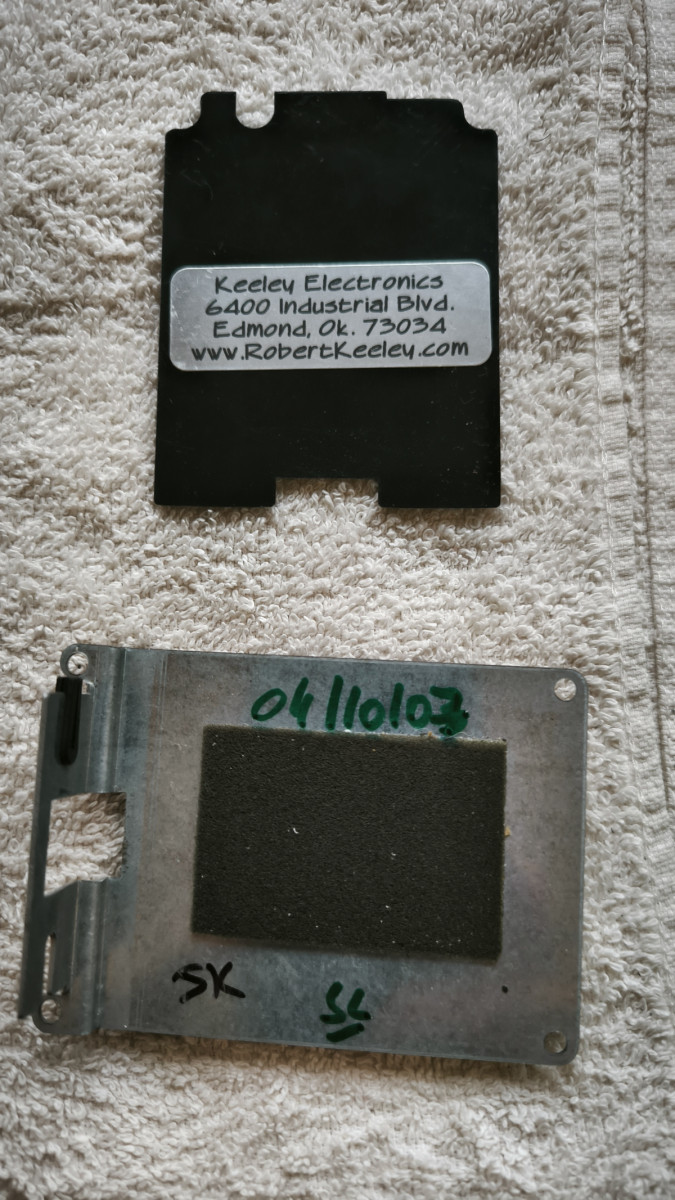 Keeley Electronics
6400 Industrial Blvd.
Edmond, Ok. 73034
www.RobertKeeley.com
04/10/07
SK
SL